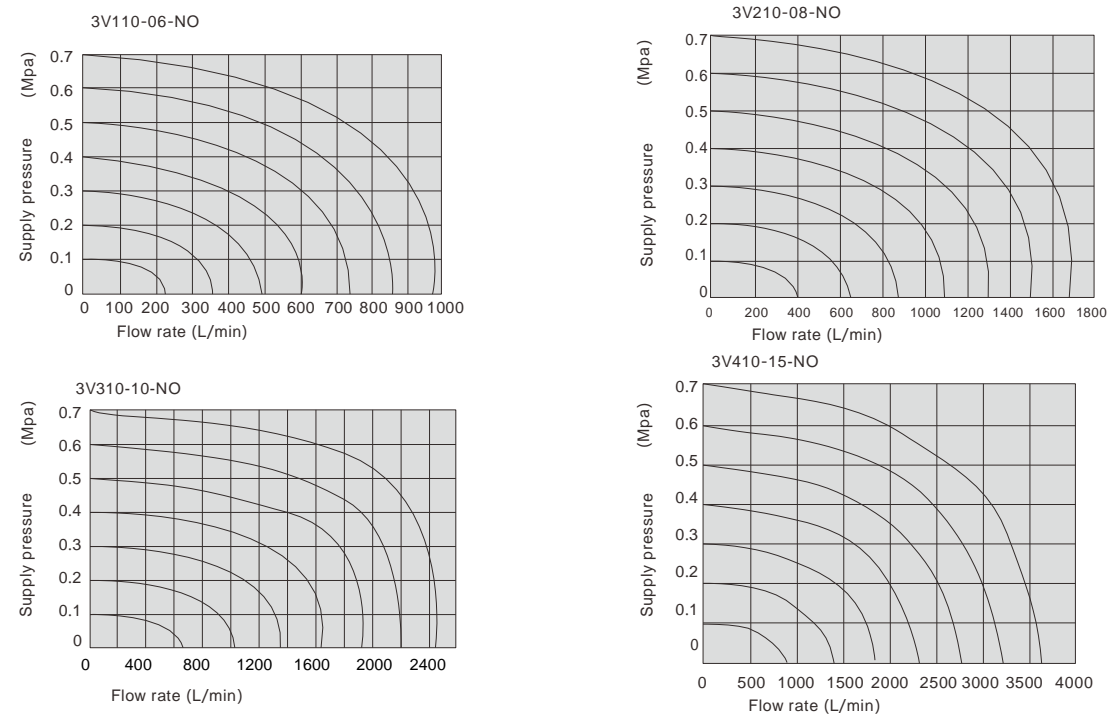 3V110-06-NO
(Mpa)
Supply pressure
0.7
0.6
0.5
0.4
0.3
0.2
0.1
0
0 100 200 300 400 500 600 700 800 900 1000
Flow rate (L/min)
3V210-08-NO
(Mpa)
Supply pressure
0.7
0.6
0.5
0.4
0.3
0.2
0.1
0
0 200 400 600 800 1000 1200 1400 1600 1800
Flow rate (L/min)
3V310-10-NO
(Mpa)
Supply pressure
0.7
0.6
0.5
0.4
0.3
0.2
0.1
0
0 400 800 1200 1600 2000 2400
Flow rate (L/min)
3V410-15-NO
(Mpa)
Supply pressure
0.7
0.6
0.5
0.4
0.3
0.2
0.1
0
0 500 1000 1500 2000 2500 3000 3500 4000
Flow rate (L/min)